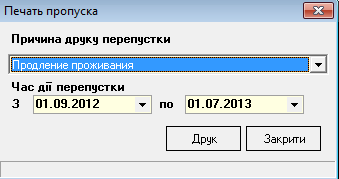 Печать пропуска
Причина друку перепустки
Продление проживания
Час дії перепустки
З 01.09.2012 по 01.07.2013
Друк Закрити